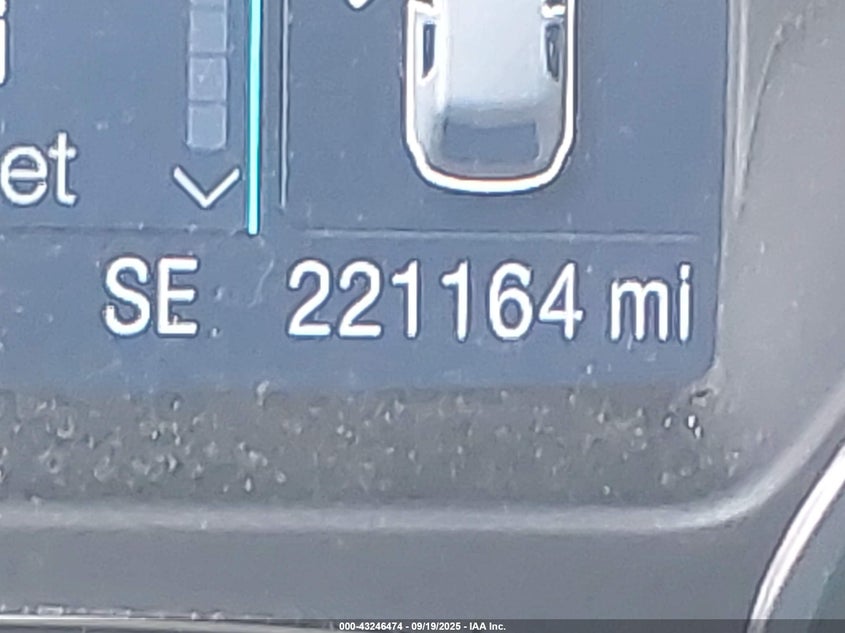 et
SE 221164 mi
000-43246474 - 09/19/2025 - IAA Inc.